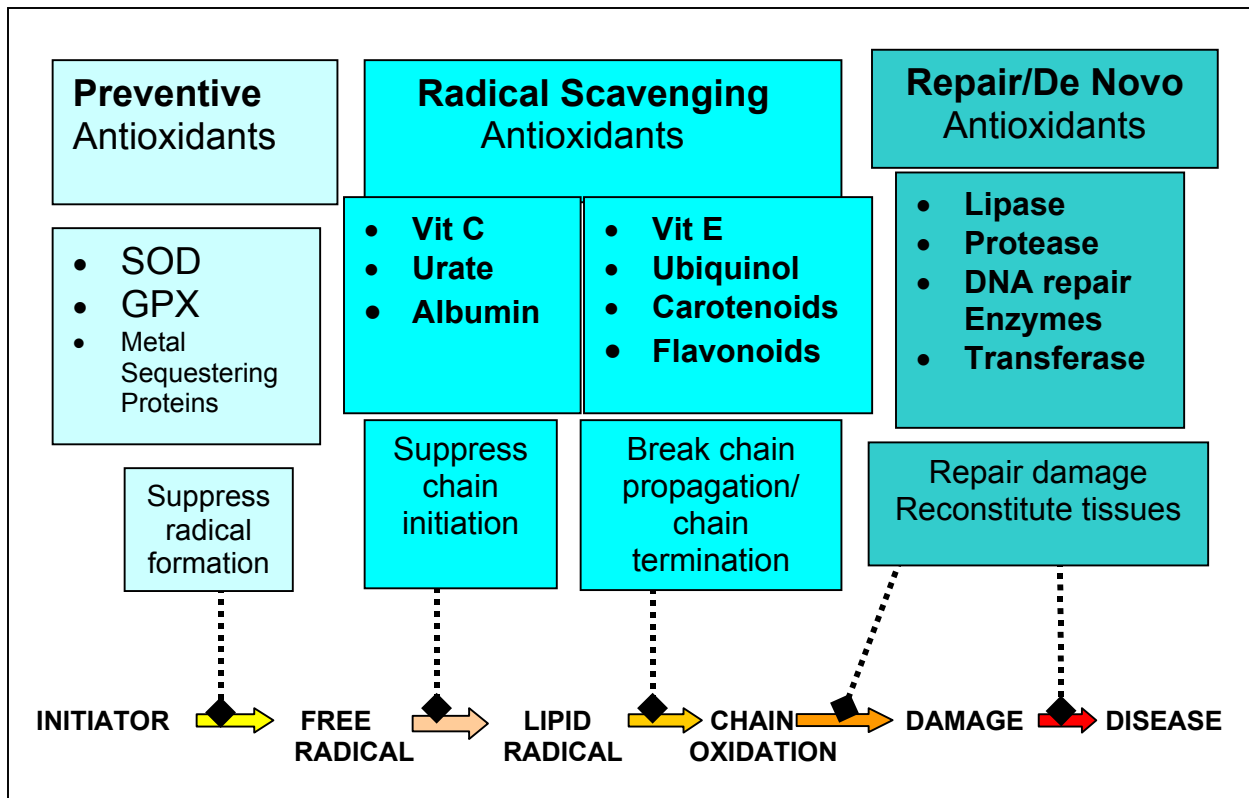 Preventive
Antioxidants
Radical Scavenging
Antioxidants
Repair/De Novo
Antioxidants
• SOD
• GPX
• Metal
Sequestering
Proteins
• Vit C
• Urate
• Albumin
• Vit E
• Ubiquinol
• Carotenoids
• Flavonoids
• Lipase
• Protease
• DNA repair
Enzymes
• Transferase
Suppress
radical
formation
Suppress
chain
initiation
Break chain
propagation/
chain
termination
Repair damage
Reconstitute tissues
INITIATOR
FREE
RADICAL
LIPID
RADICAL
CHAIN
OXIDATION
DAMAGE
DISEASE